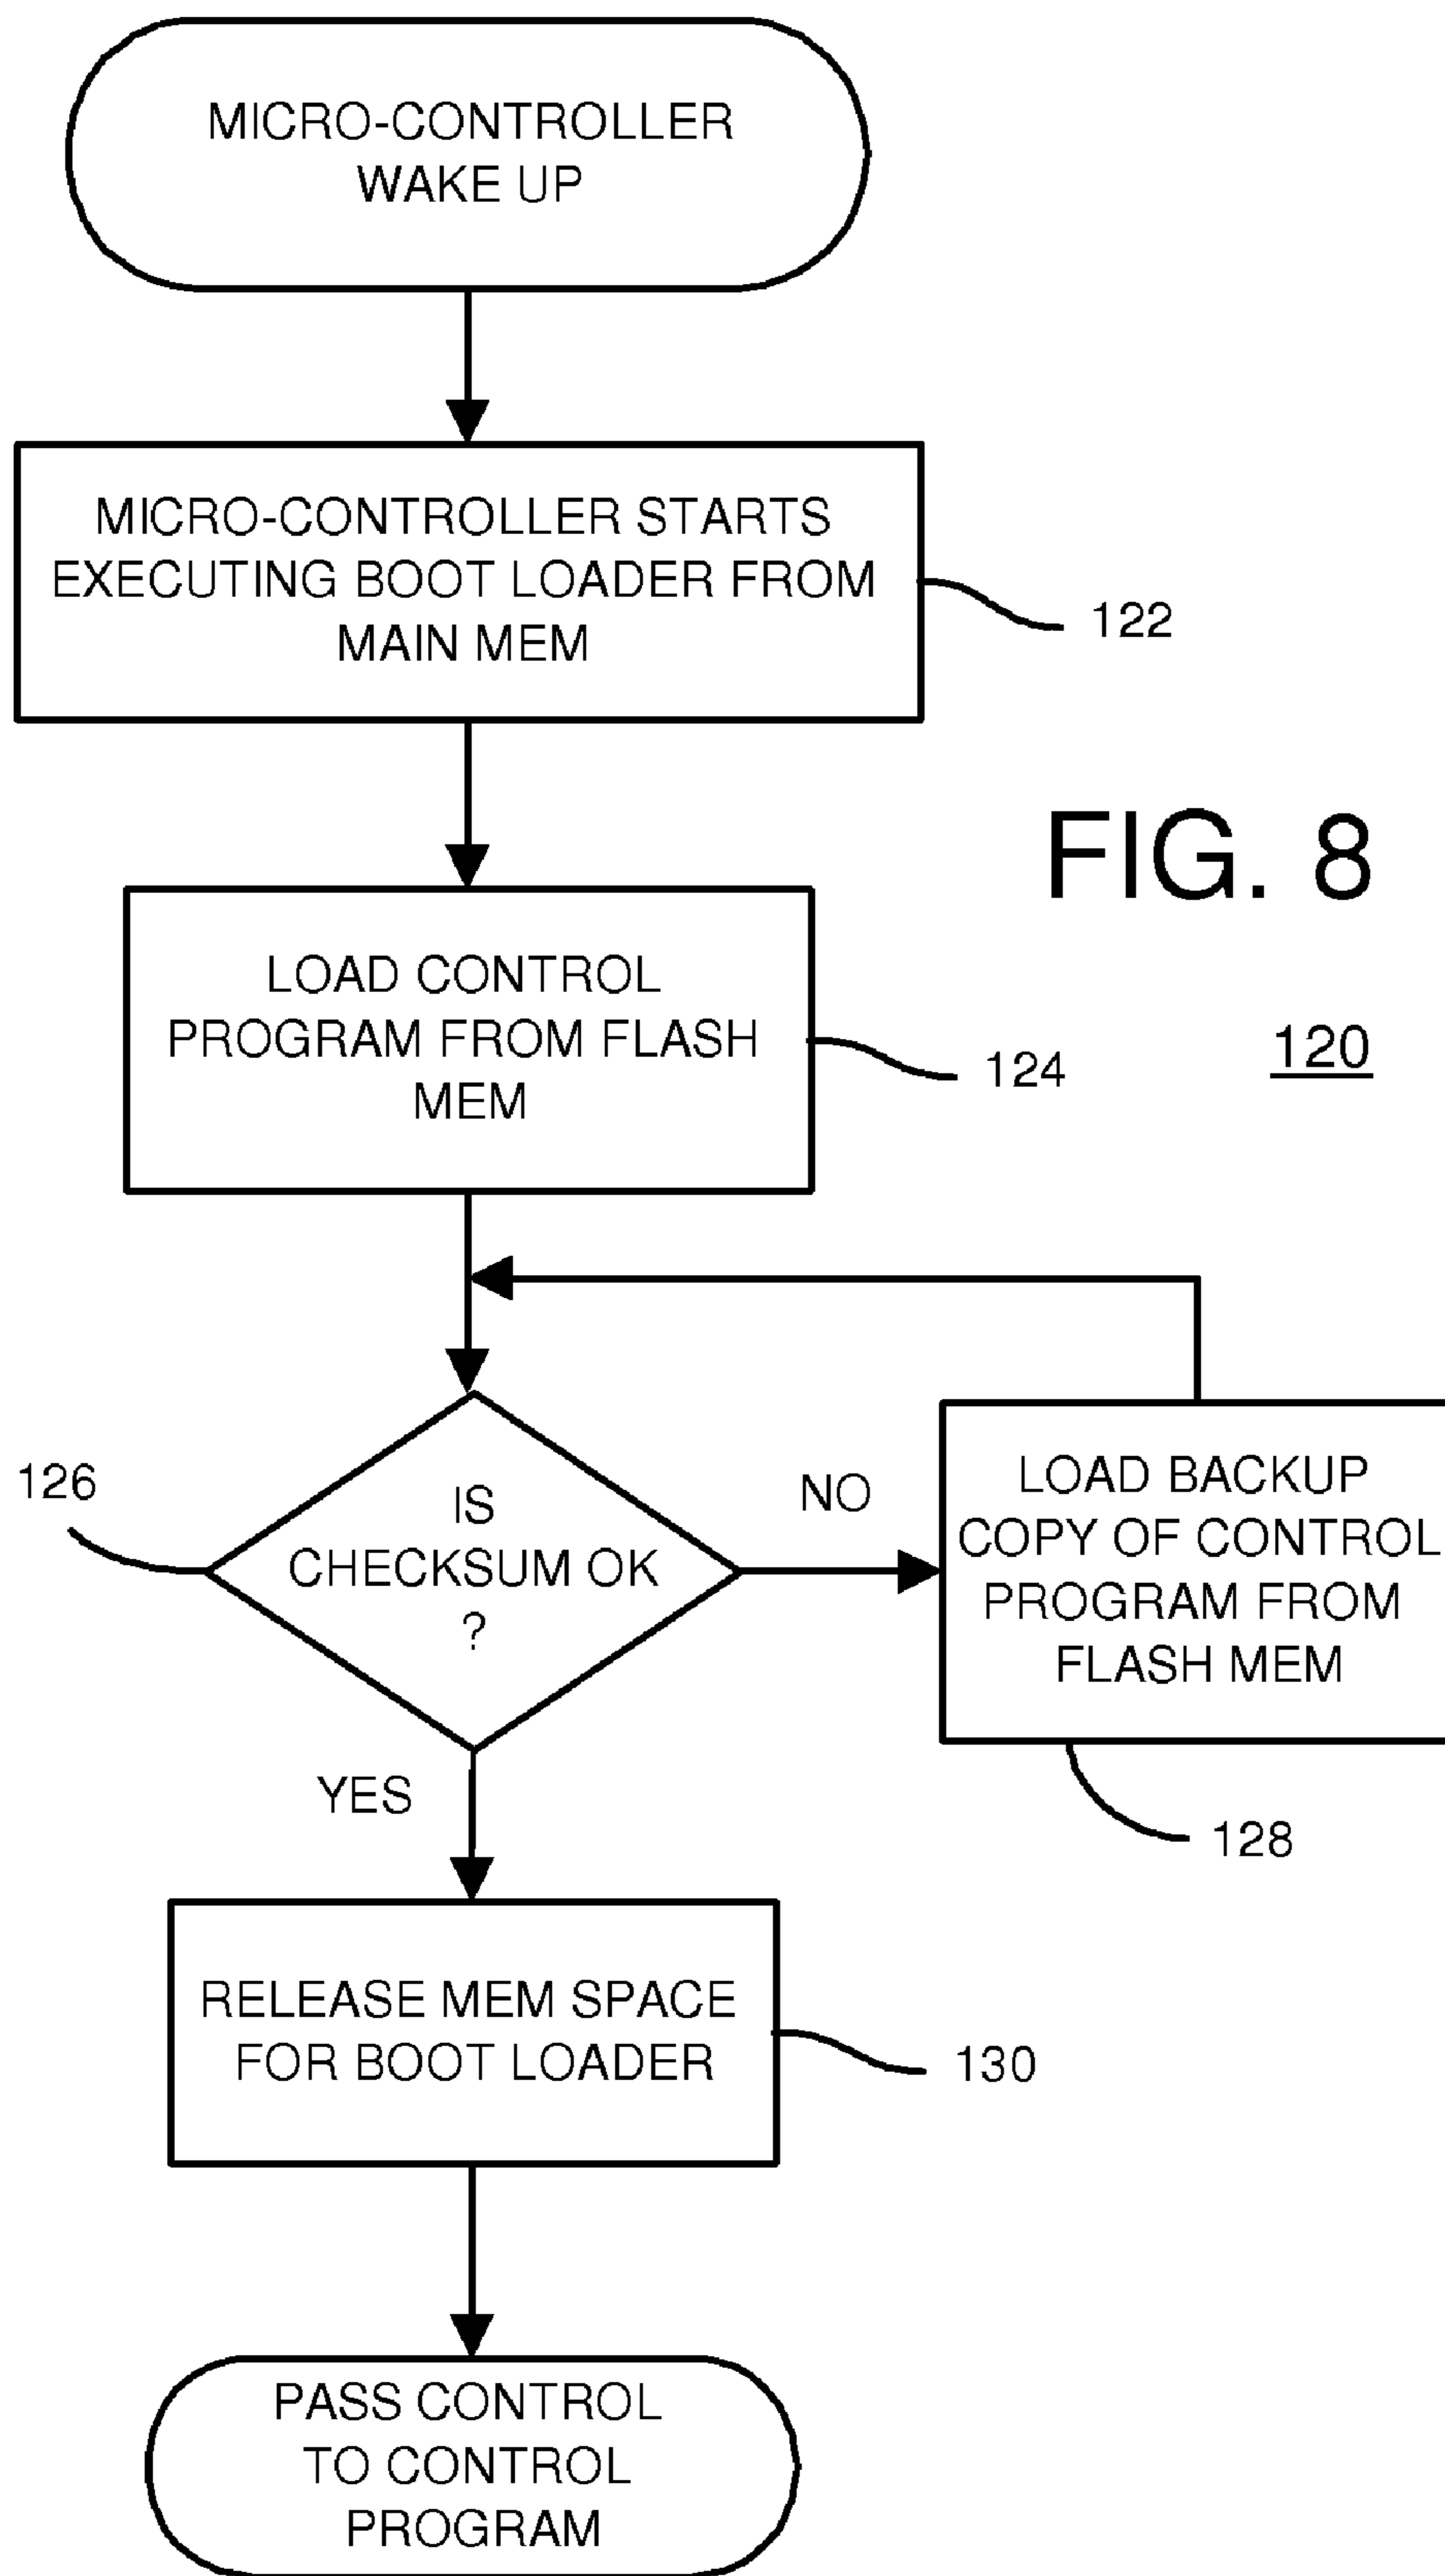 MICRO-CONTROLLER
WAKE UP
MICRO-CONTROLLER STARTS
EXECUTING BOOT LOADER FROM
MAIN MEM
122
FIG. 8
LOAD CONTROL
PROGRAM FROM FLASH
MEM
124
120
126
IS
CHECKSUM OK
?
NO
LOAD BACKUP
COPY OF CONTROL
PROGRAM FROM
FLASH MEM
128
YES
RELEASE MEM SPACE
FOR BOOT LOADER
130
PASS CONTROL
TO CONTROL
PROGRAM